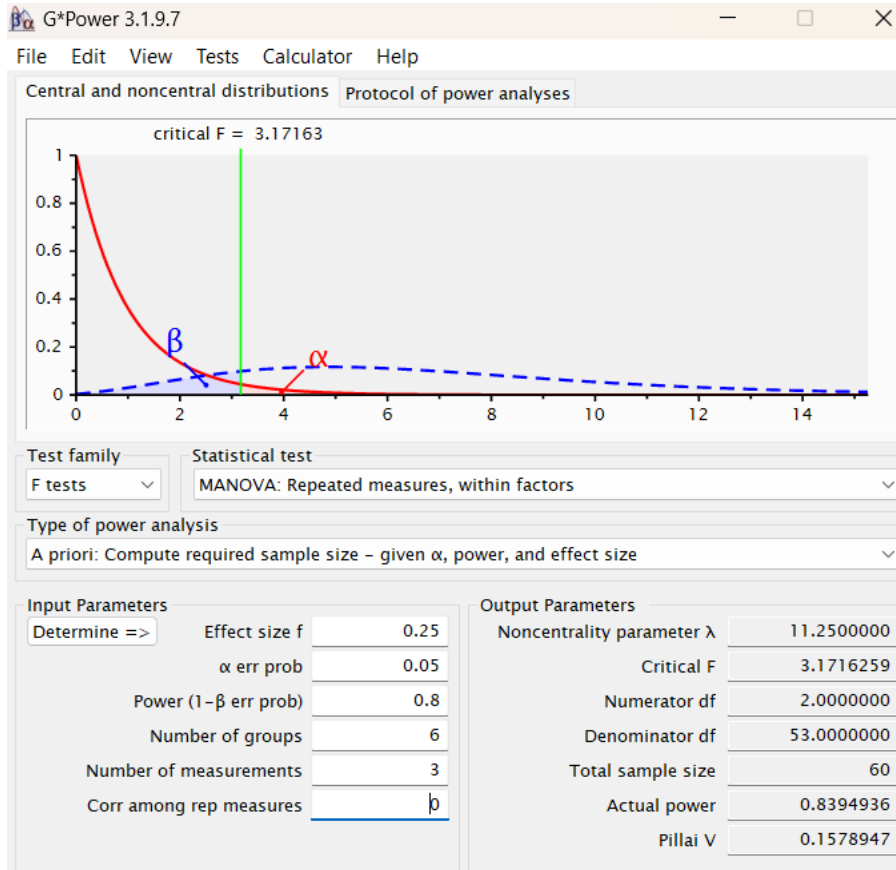 G*Power 3.1.9.7
File Edit View Tests Calculator Help
Central and noncentral distributions Protocol of power analyses
critical F = 3.17163
1
0.8
0.6
0.4
0.2
0
β
α
0 2 4 6 8 10 12 14
Test family Statistical test
F tests MANOVA: Repeated measures, within factors
Type of power analysis
A priori: Compute required sample size – given α, power, and effect size
Input Parameters Output Parameters
Determine => Effect size f 0.25 Noncentrality parameter λ 11.2500000
α err prob 0.05 Critical F 3.1716259
Power (1-β err prob) 0.8 Numerator df 2.0000000
Number of groups 6 Denominator df 53.0000000
Number of measurements 3 Total sample size 60
Corr among rep measures 0 Actual power 0.8394936
Pillai V 0.1578947